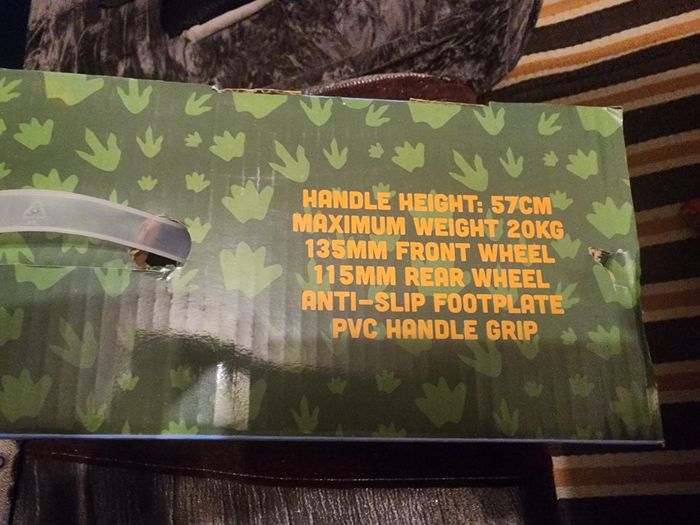 HANDLE HEIGHT: 57CM
MAXIMUM WEIGHT 20KG
135MM FRONT WHEEL
115MM REAR WHEEL
ANTI-SLIP FOOTPLATE
PVC HANDLE GRIP